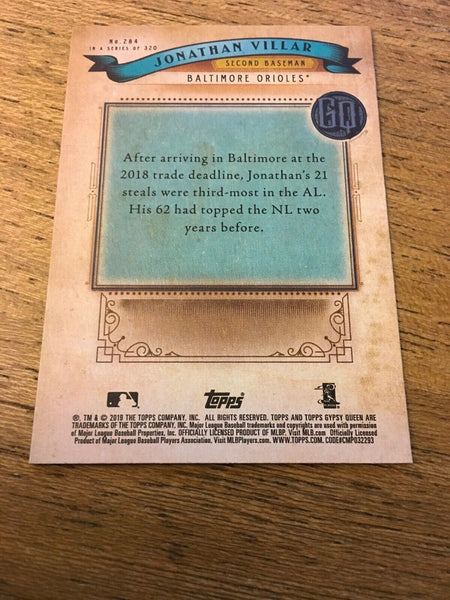 No. 284
IN A SERIES OF 320
JONATHAN VILLAR
SECOND BASEMAN
BALTIMORE ORIOLES®
GQ
After arriving in Baltimore at the
2018 trade deadline, Jonathan's 21
steals were third-most in the AL.
His 62 had topped the NL two
years before.
Topps
®, TM & © 2019 THE TOPPS COMPANY, INC. ALL RIGHTS RESERVED. TOPPS AND TOPPS GYPSY QUEEN ARE
TRADEMARKS OF THE TOPPS COMPANY, INC. Major League Baseball trademarks and copyrights are used with permission
of Major League Baseball Properties, Inc. OFFICIALLY LICENSED PRODUCT OF MLBP. Visit MLB.com. Officially Licensed
Product of Major League Baseball Players Association. Visit MLBPlayers.com. WWW.TOPPS.COM. CODE#CMP032293